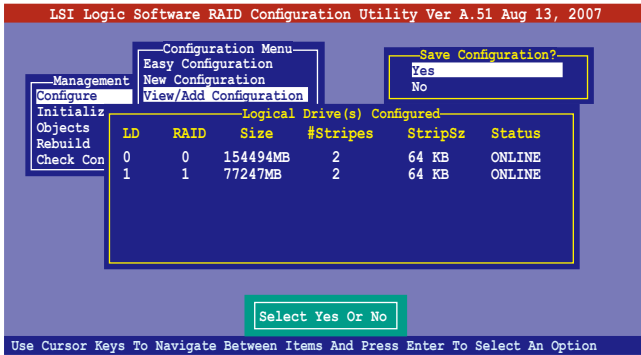 LSI Logic Software RAID Configuration Utility Ver A.51 Aug 13, 2007
Configuration Menu
Easy Configuration
New Configuration
View/Add Configuration
Save Configuration?
Yes
No
Management
Configure
Initializ
Objects
Rebuild
Check Con
Logical Drive(s) Configured
LD RAID Size #Stripes StripSz Status
0 0 154494MB 2 64 KB ONLINE
1 1 77247MB 2 64 KB ONLINE
Select Yes Or No
Use Cursor Keys To Navigate Between Items And Press Enter To Select An Option